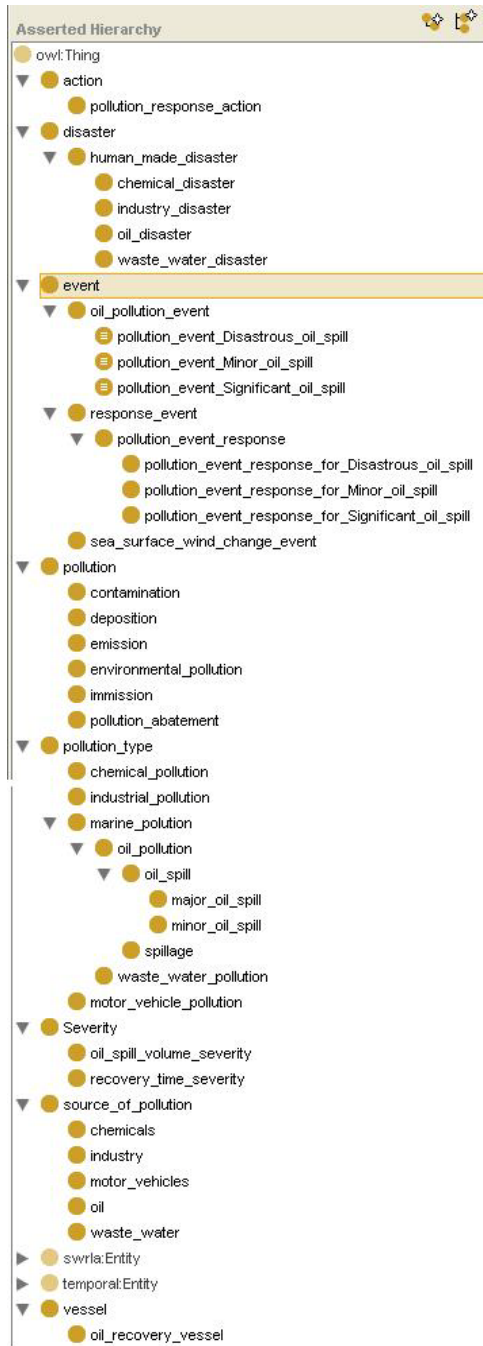 Asserted Hierarchy
owl:Thing
action
pollution_response_action
disaster
human_made_disaster
chemical_disaster
industry_disaster
oil_disaster
waste_water_disaster
event
oil_pollution_event
pollution_event_Disastrous_oil_spill
pollution_event_Minor_oil_spill
pollution_event_Significant_oil_spill
response_event
pollution_event_response
pollution_event_response_for_Disastrous_oil_spill
pollution_event_response_for_Minor_oil_spill
pollution_event_response_for_Significant_oil_spill
sea_surface_wind_change_event
pollution
contamination
deposition
emission
environmental_pollution
immission
pollution_abatement
pollution_type
chemical_pollution
industrial_pollution
marine_polution
oil_pollution
oil_spill
major_oil_spill
minor_oil_spill
spillage
waste_water_pollution
motor_vehicle_pollution
Severity
oil_spill_volume_severity
recovery_time_severity
source_of_pollution
chemicals
industry
motor_vehicles
oil
waste_water
swrla:Entity
temporal:Entity
vessel
oil_recovery_vessel